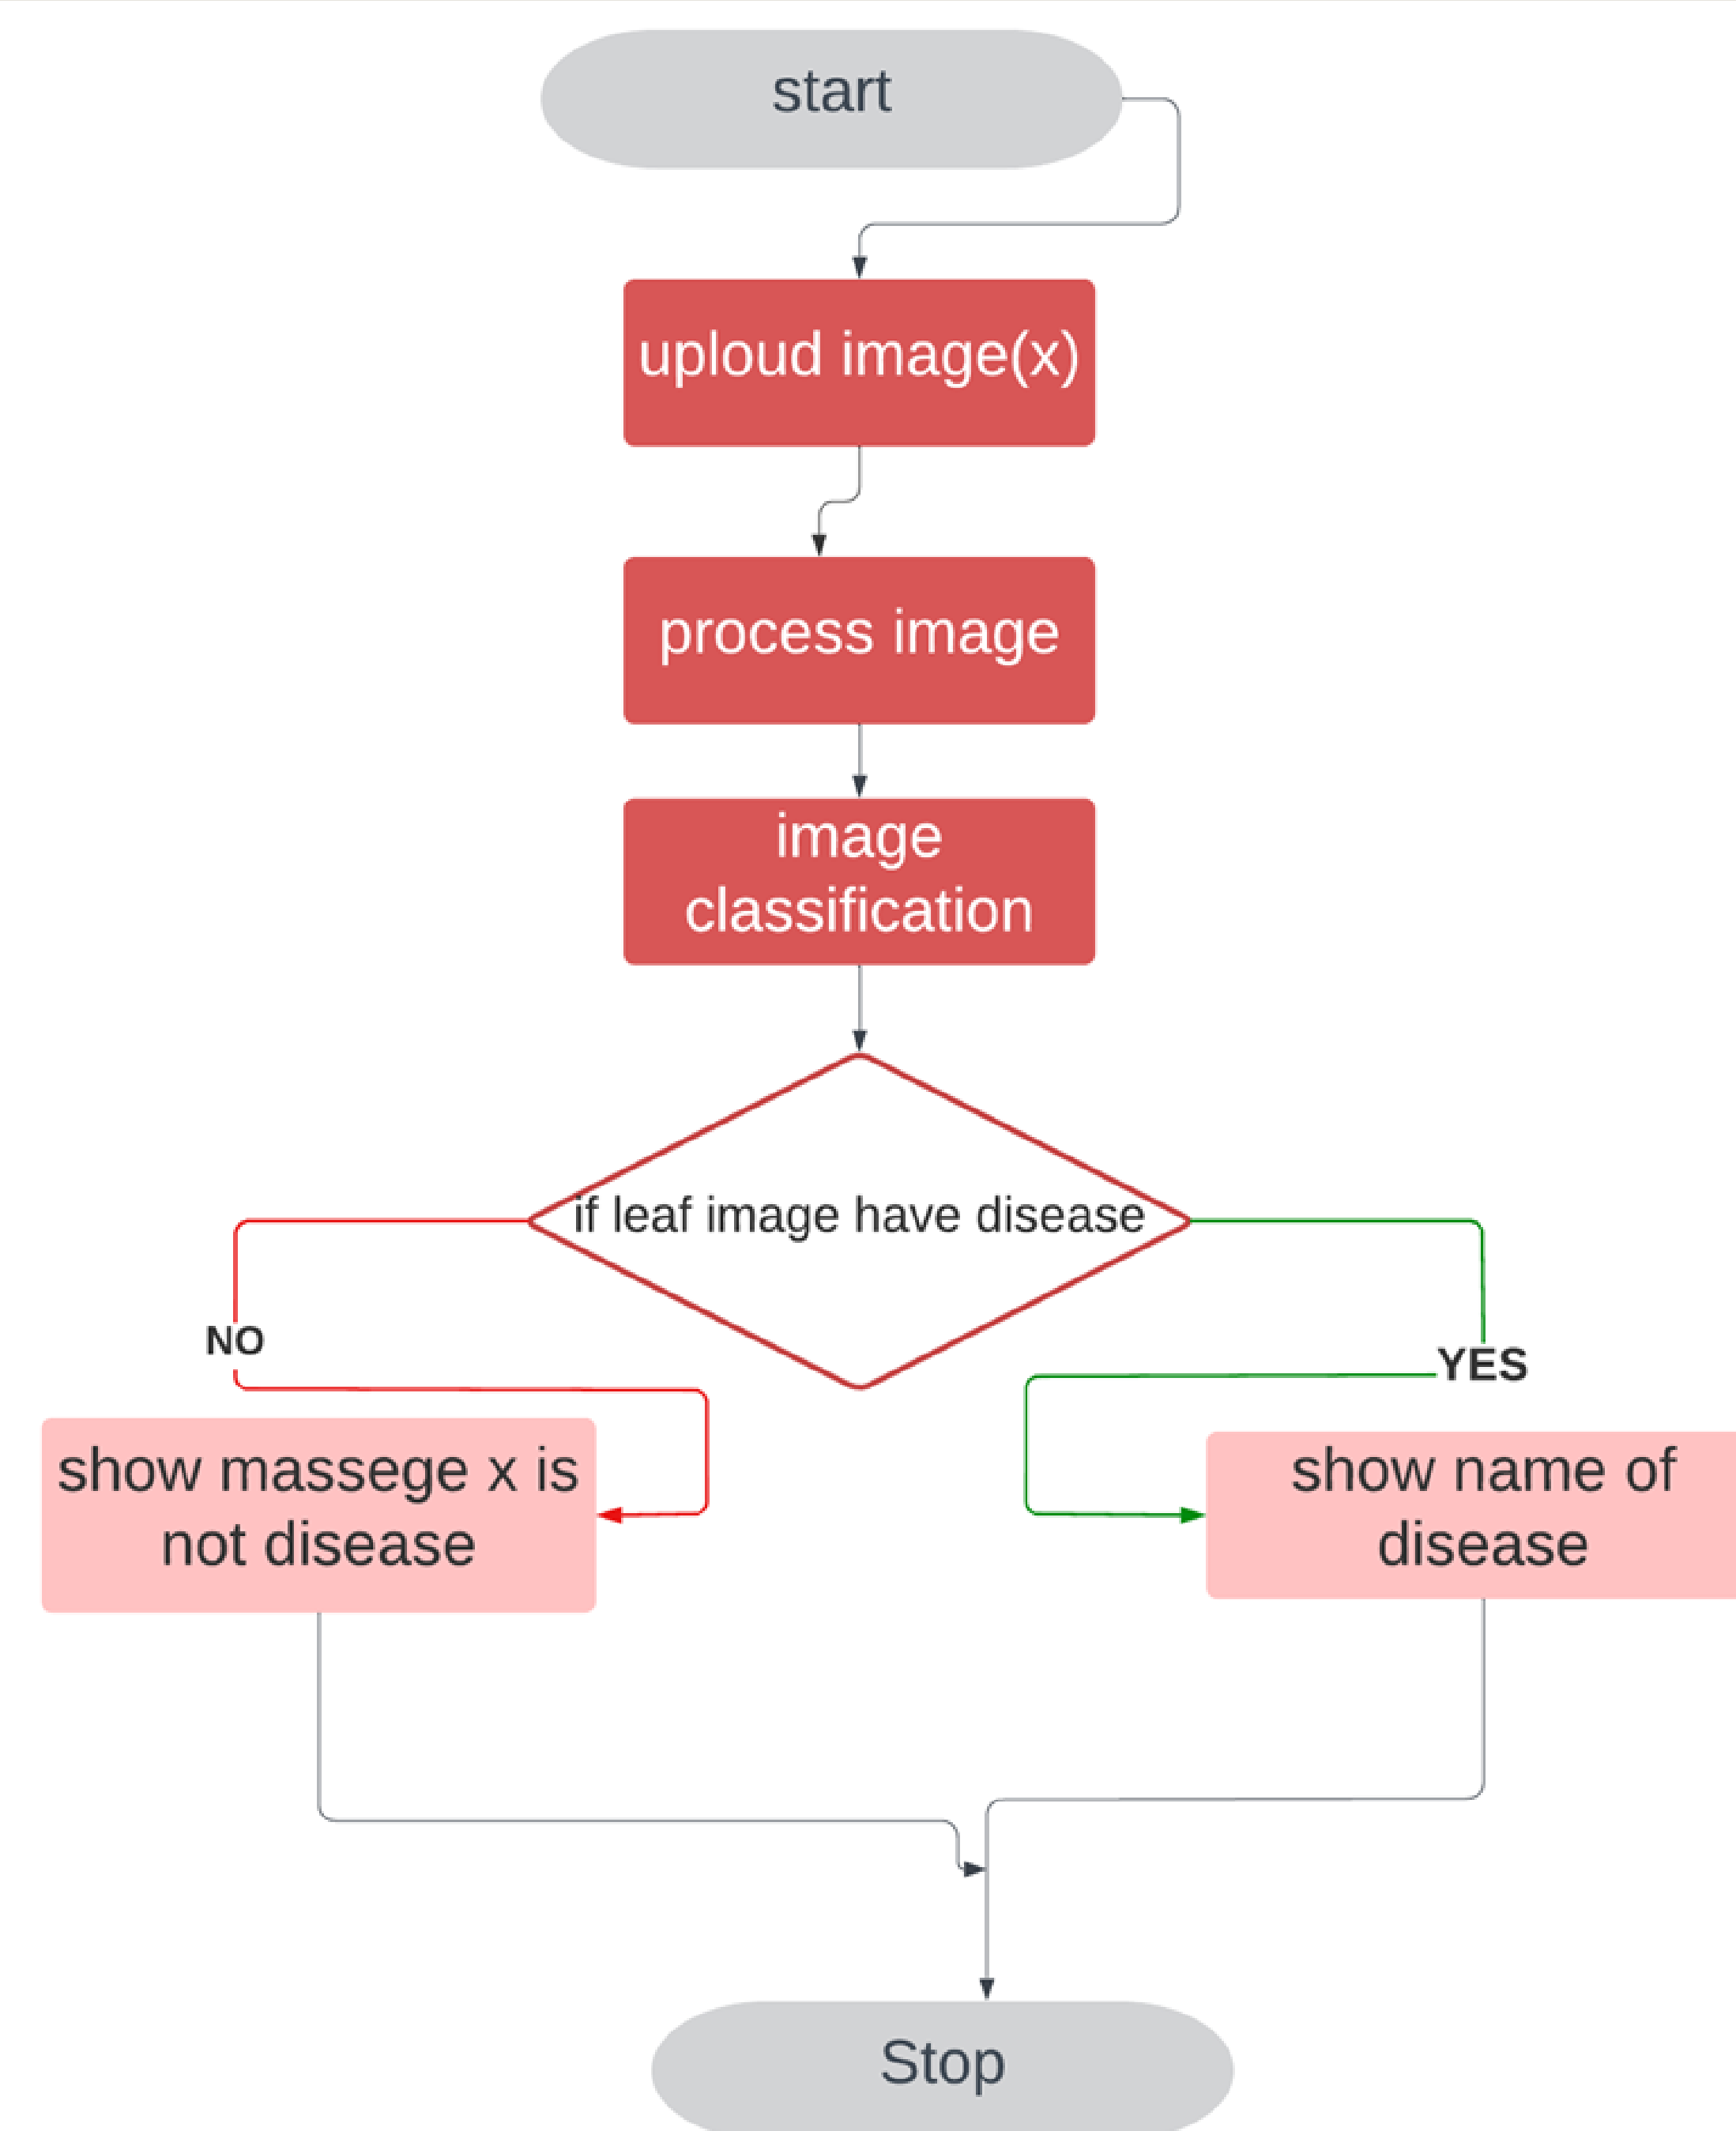 start
uploud image(x)
process image
image
classification
if leaf image have disease
NO
YES
show massege x is
not disease
show name of
disease
Stop